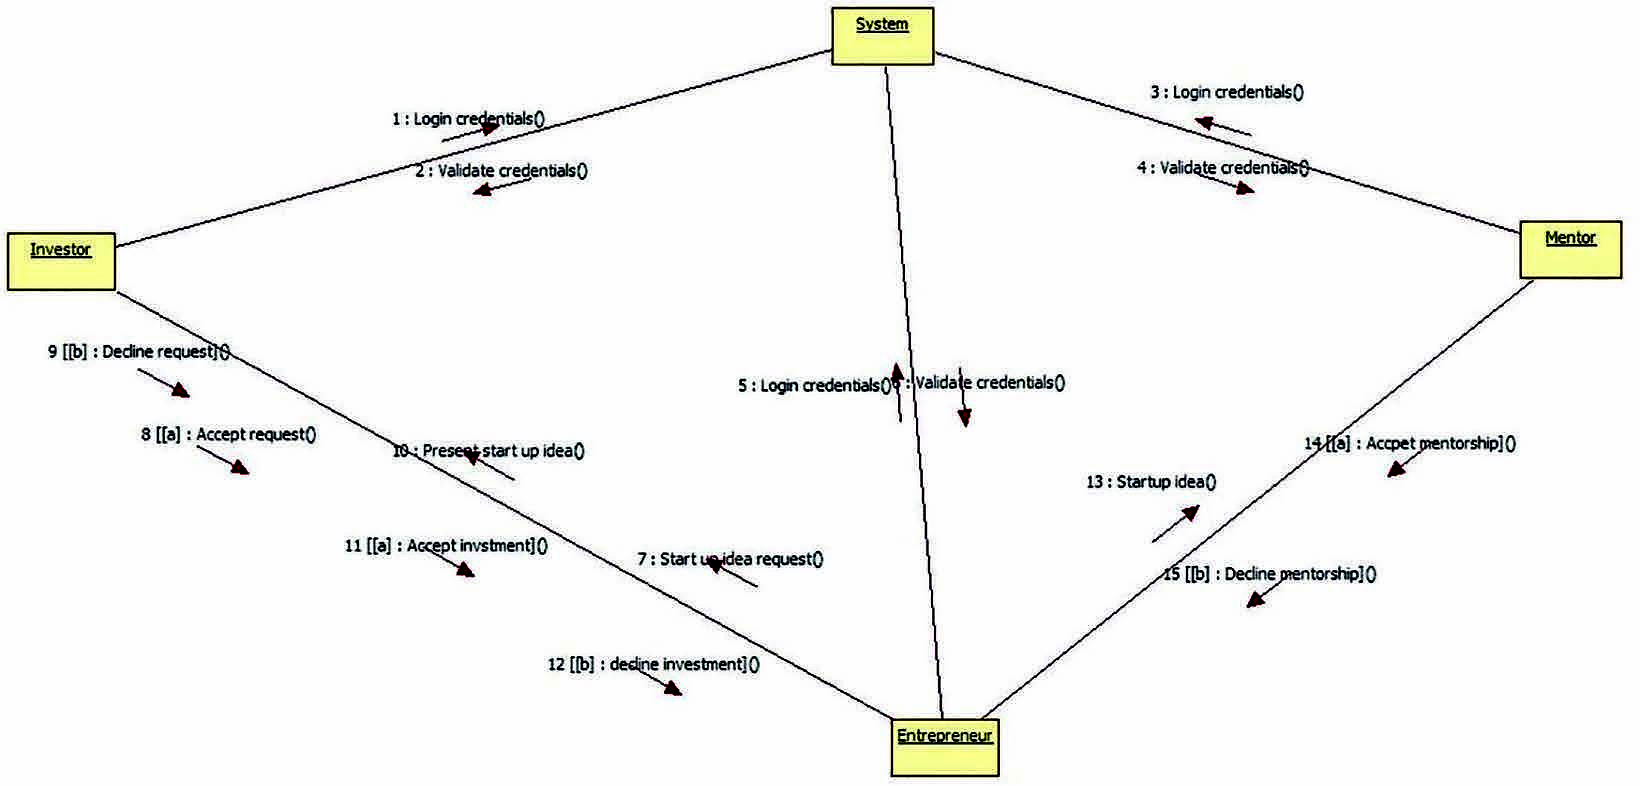 System
3 : Login credentials()
1 : Login credentials()
2 : Validate credentials()
4 : Validate credentials()
Investor
Mentor
9 [[b] : Decline request]()
5 : Login credentials()
6 : Validate credentials()
8 [[a] : Accept request()
10 : Present start up idea()
14 [[a] : Accpet mentorship]()
13 : Startup idea()
11 [[a] : Accept invstment]()
7 : Start up idea request()
15 [[b] : Decline mentorship]()
12 [[b] : decline investment]()
Entrepreneur